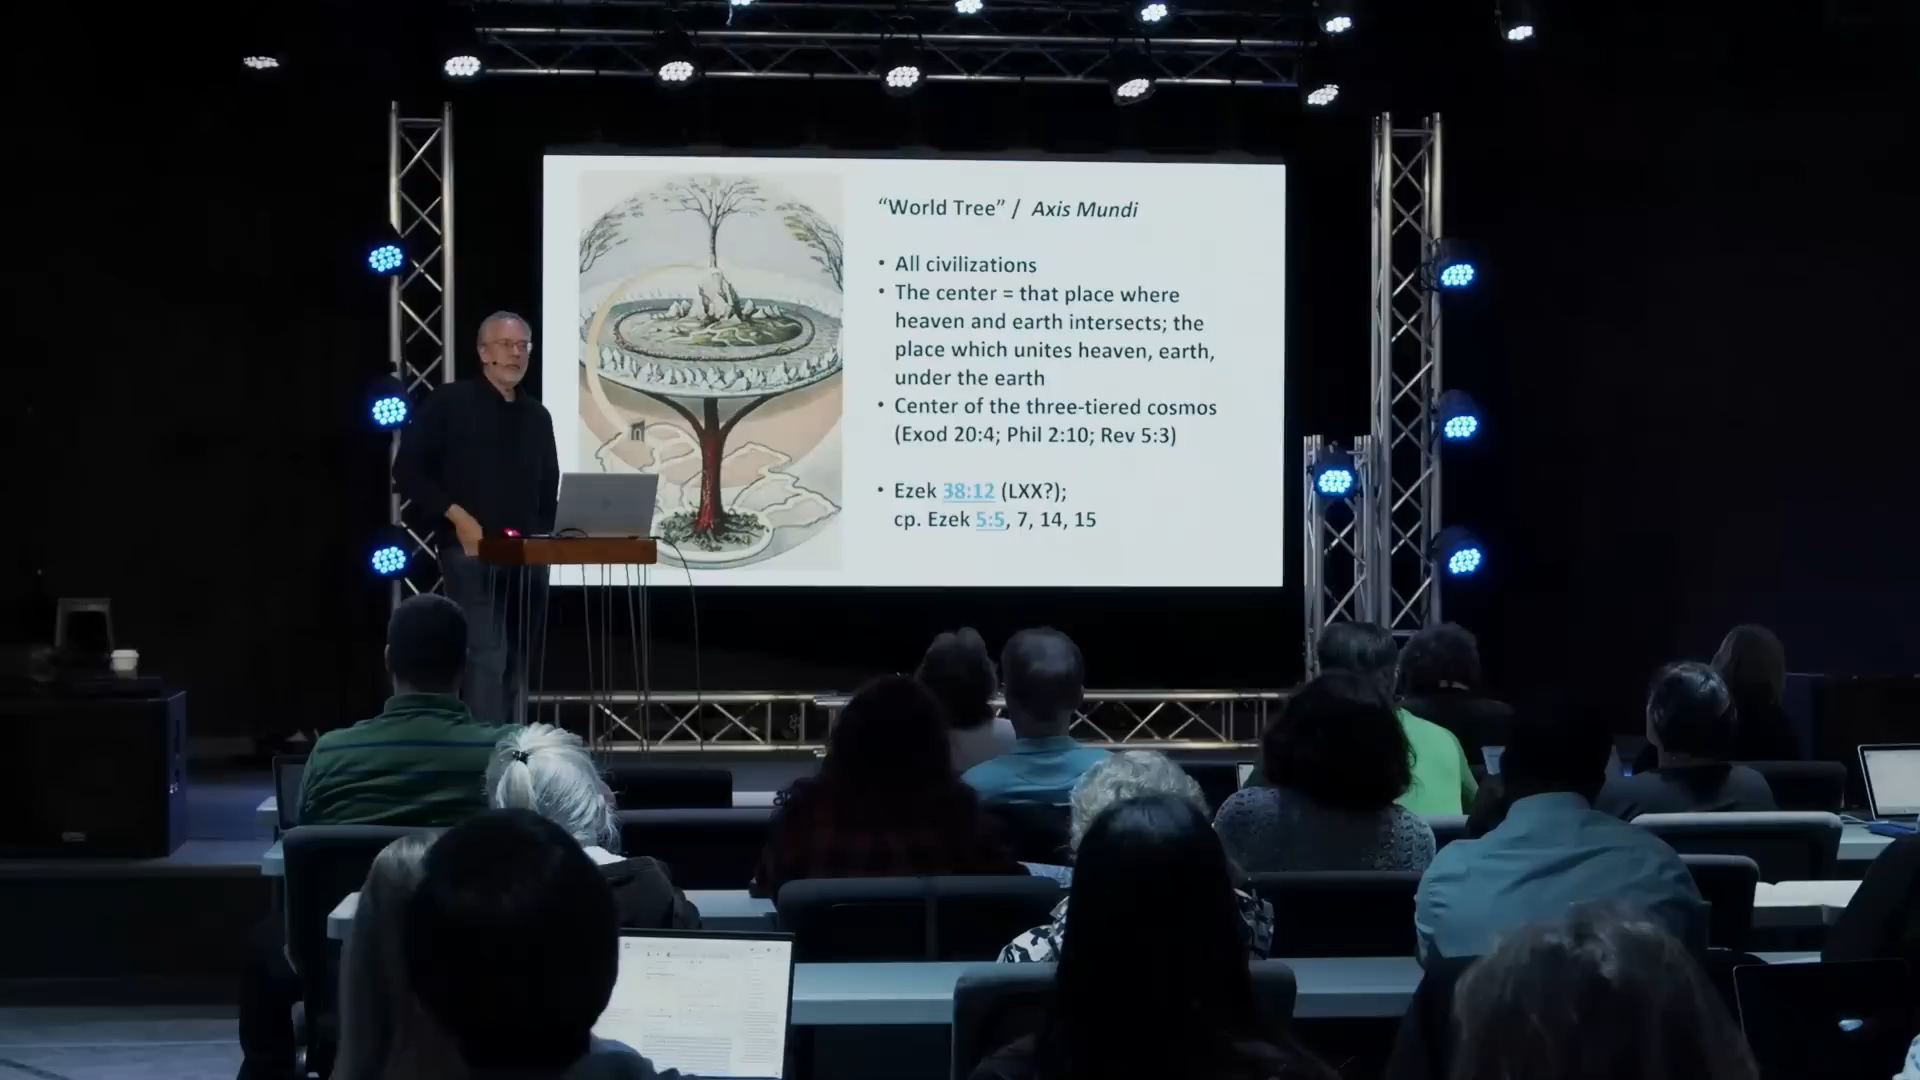 “World Tree” / Axis Mundi
• All civilizations
• The center = that place where
heaven and earth intersects; the
place which unites heaven, earth,
under the earth
• Center of the three-tiered cosmos
(Exod 20:4; Phil 2:10; Rev 5:3)
• Ezek 38:12 (LXX?);
cp. Ezek 5:5, 7, 14, 15